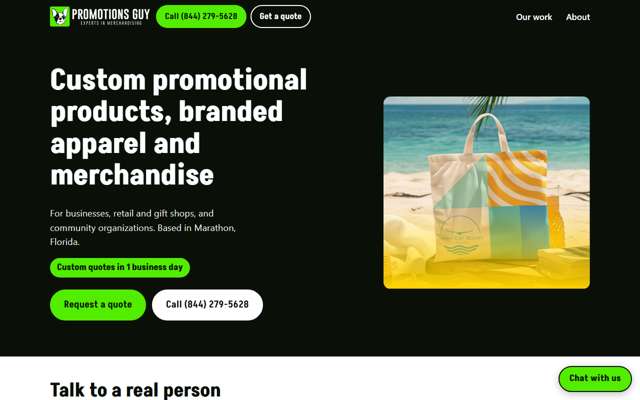 PROMOTIONS GUY
EXPERTS IN MERCHANDISING
Call (844) 279-5628
Get a quote
Our work
About
Custom promotional
products, branded
apparel and
merchandise
For businesses, retail and gift shops, and
community organizations. Based in Marathon,
Florida.
Custom quotes in 1 business day
Request a quote
Call (844) 279-5628
Chat with us
Talk to a real person